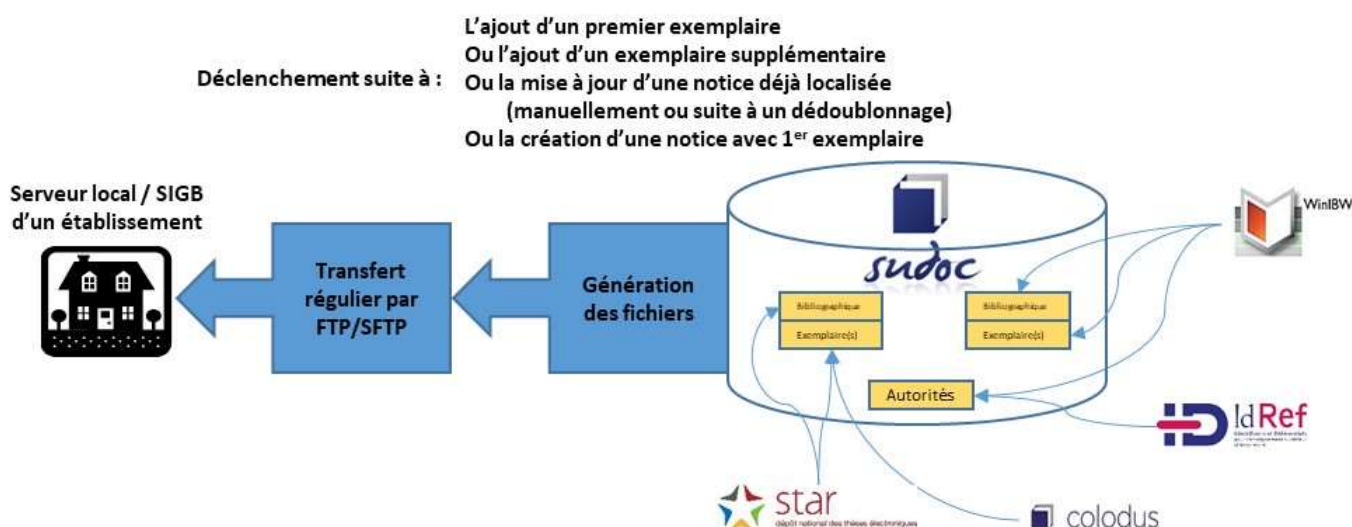 L’ajout d’un premier exemplaire
Ou l’ajout d’un exemplaire supplémentaire
Déclenchement suite à :
Ou la mise à jour d’une notice déjà localisée
(manuellement ou suite à un dédoublonnage)
Ou la création d’une notice avec 1er exemplaire
Serveur local / SIGB
d’un établissement
Transfert
régulier par
FTP/SFTP
Génération
des fichiers
sudoc
Bibliographique
Exemplaire(s)
Bibliographique
Exemplaire(s)
Autorités
WinIBW
IdRef
star
dépôt national des thèses électroniques
colodus